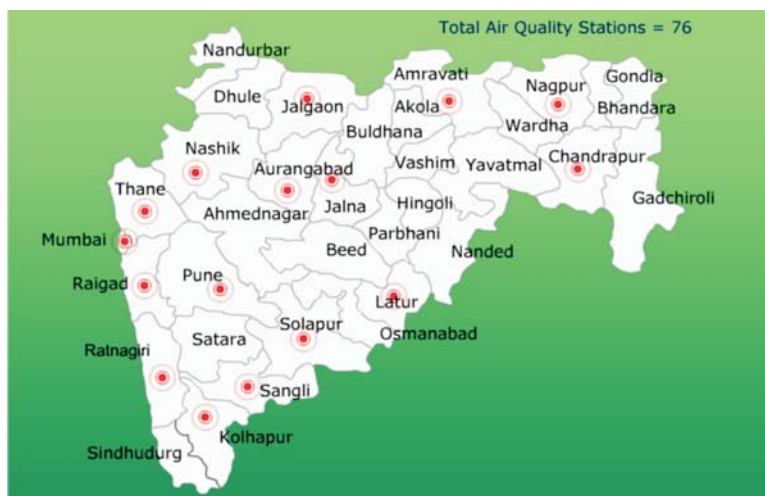 Total Air Quality Stations = 76
Nandurbar
Amravati
Gondia
Nagpur
Dhule
Jalgaon
Akola
Bhandara
Wardha
Buldhana
Nashik
Aurangabad
Vashim
Yavatmal
Chandrapur
Thane
Ahmednagar
Jalna
Hingoli
Gadchiroli
Mumbai
Parbhani
Beed
Nanded
Raigad
Pune
Latur
Solapur
Osmanabad
Satara
Ratnagiri
Sangli
Kolhapur
Sindhudurg